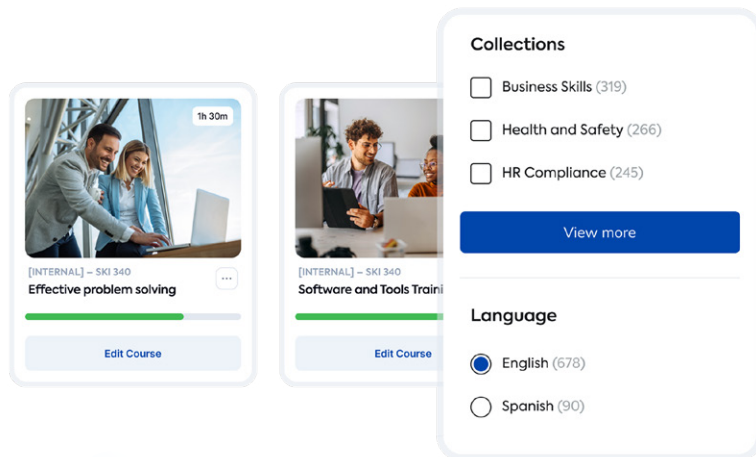 1h 30m
[INTERNAL] – SKI 340
Effective problem solving
Edit Course
[INTERNAL] – SKI 340
Software and Tools Traini
Edit Course
Collections
Business Skills (319)
Health and Safety (266)
HR Compliance (245)
View more
Language
English (678)
Spanish (90)